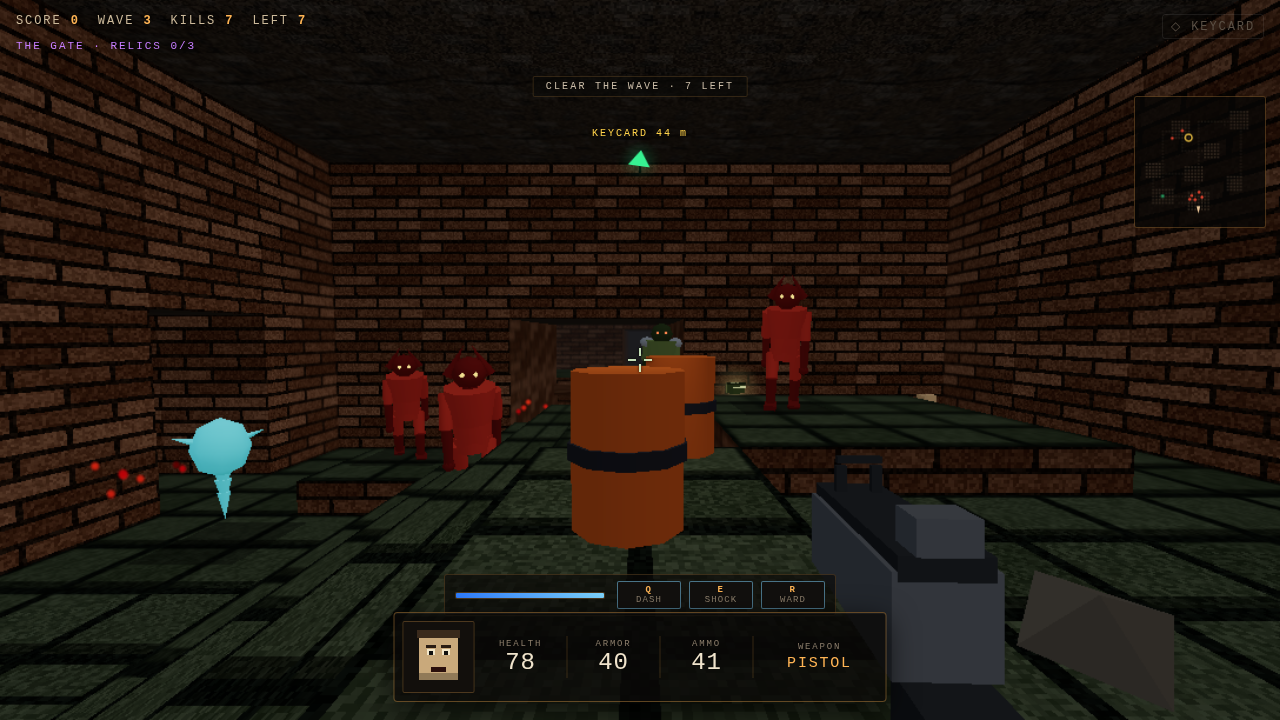 SCORE 0 WAVE 3 KILLS 7 LEFT 7
◇ KEYCARD
THE GATE · RELICS 0/3
CLEAR THE WAVE · 7 LEFT
KEYCARD 44 m
Q E R
DASH SHOCK WARD
HEALTH ARMOR AMMO WEAPON
78 40 41 PISTOL